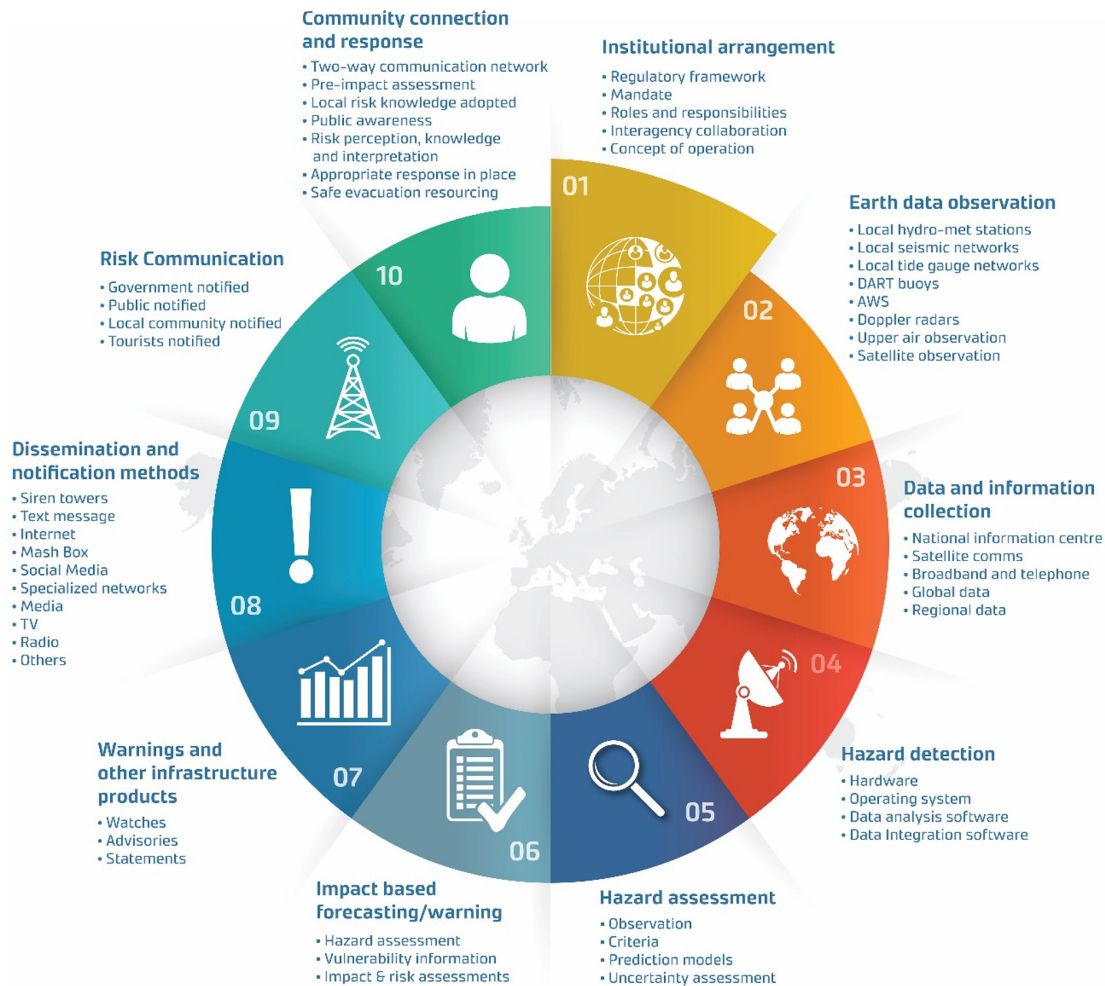 Community connection
and response
• Two-way communication network
• Pre-impact assessment
• Local risk knowledge adopted
• Public awareness
• Risk perception, knowledge
and interpretation
• Appropriate response in place
• Safe evacuation resourcing
Institutional arrangement
• Regulatory framework
• Mandate
• Roles and responsibilities
• Interagency collaboration
• Concept of operation
01
Earth data observation
• Local hydro-met stations
• Local seismic networks
• Local tide gauge networks
• DART buoys
• AWS
• Doppler radars
• Upper air observation
• Satellite observation
02
Data and information
collection
• National information centre
• Satellite comms
• Broadband and telephone
• Global data
• Regional data
03
Hazard detection
• Hardware
• Operating system
• Data analysis software
• Data Integration software
04
Hazard assessment
• Observation
• Criteria
• Prediction models
• Uncertainty assessment
05
Impact based
forecasting/warning
• Hazard assessment
• Vulnerability information
• Impact & risk assessments
06
Warnings and
other infrastructure
products
• Watches
• Advisories
• Statements
07
Dissemination and
notification methods
• Siren towers
• Text message
• Internet
• Mash Box
• Social Media
• Specialized networks
• Media
• TV
• Radio
• Others
08
Risk Communication
• Government notified
• Public notified
• Local community notified
• Tourists notified
09
10